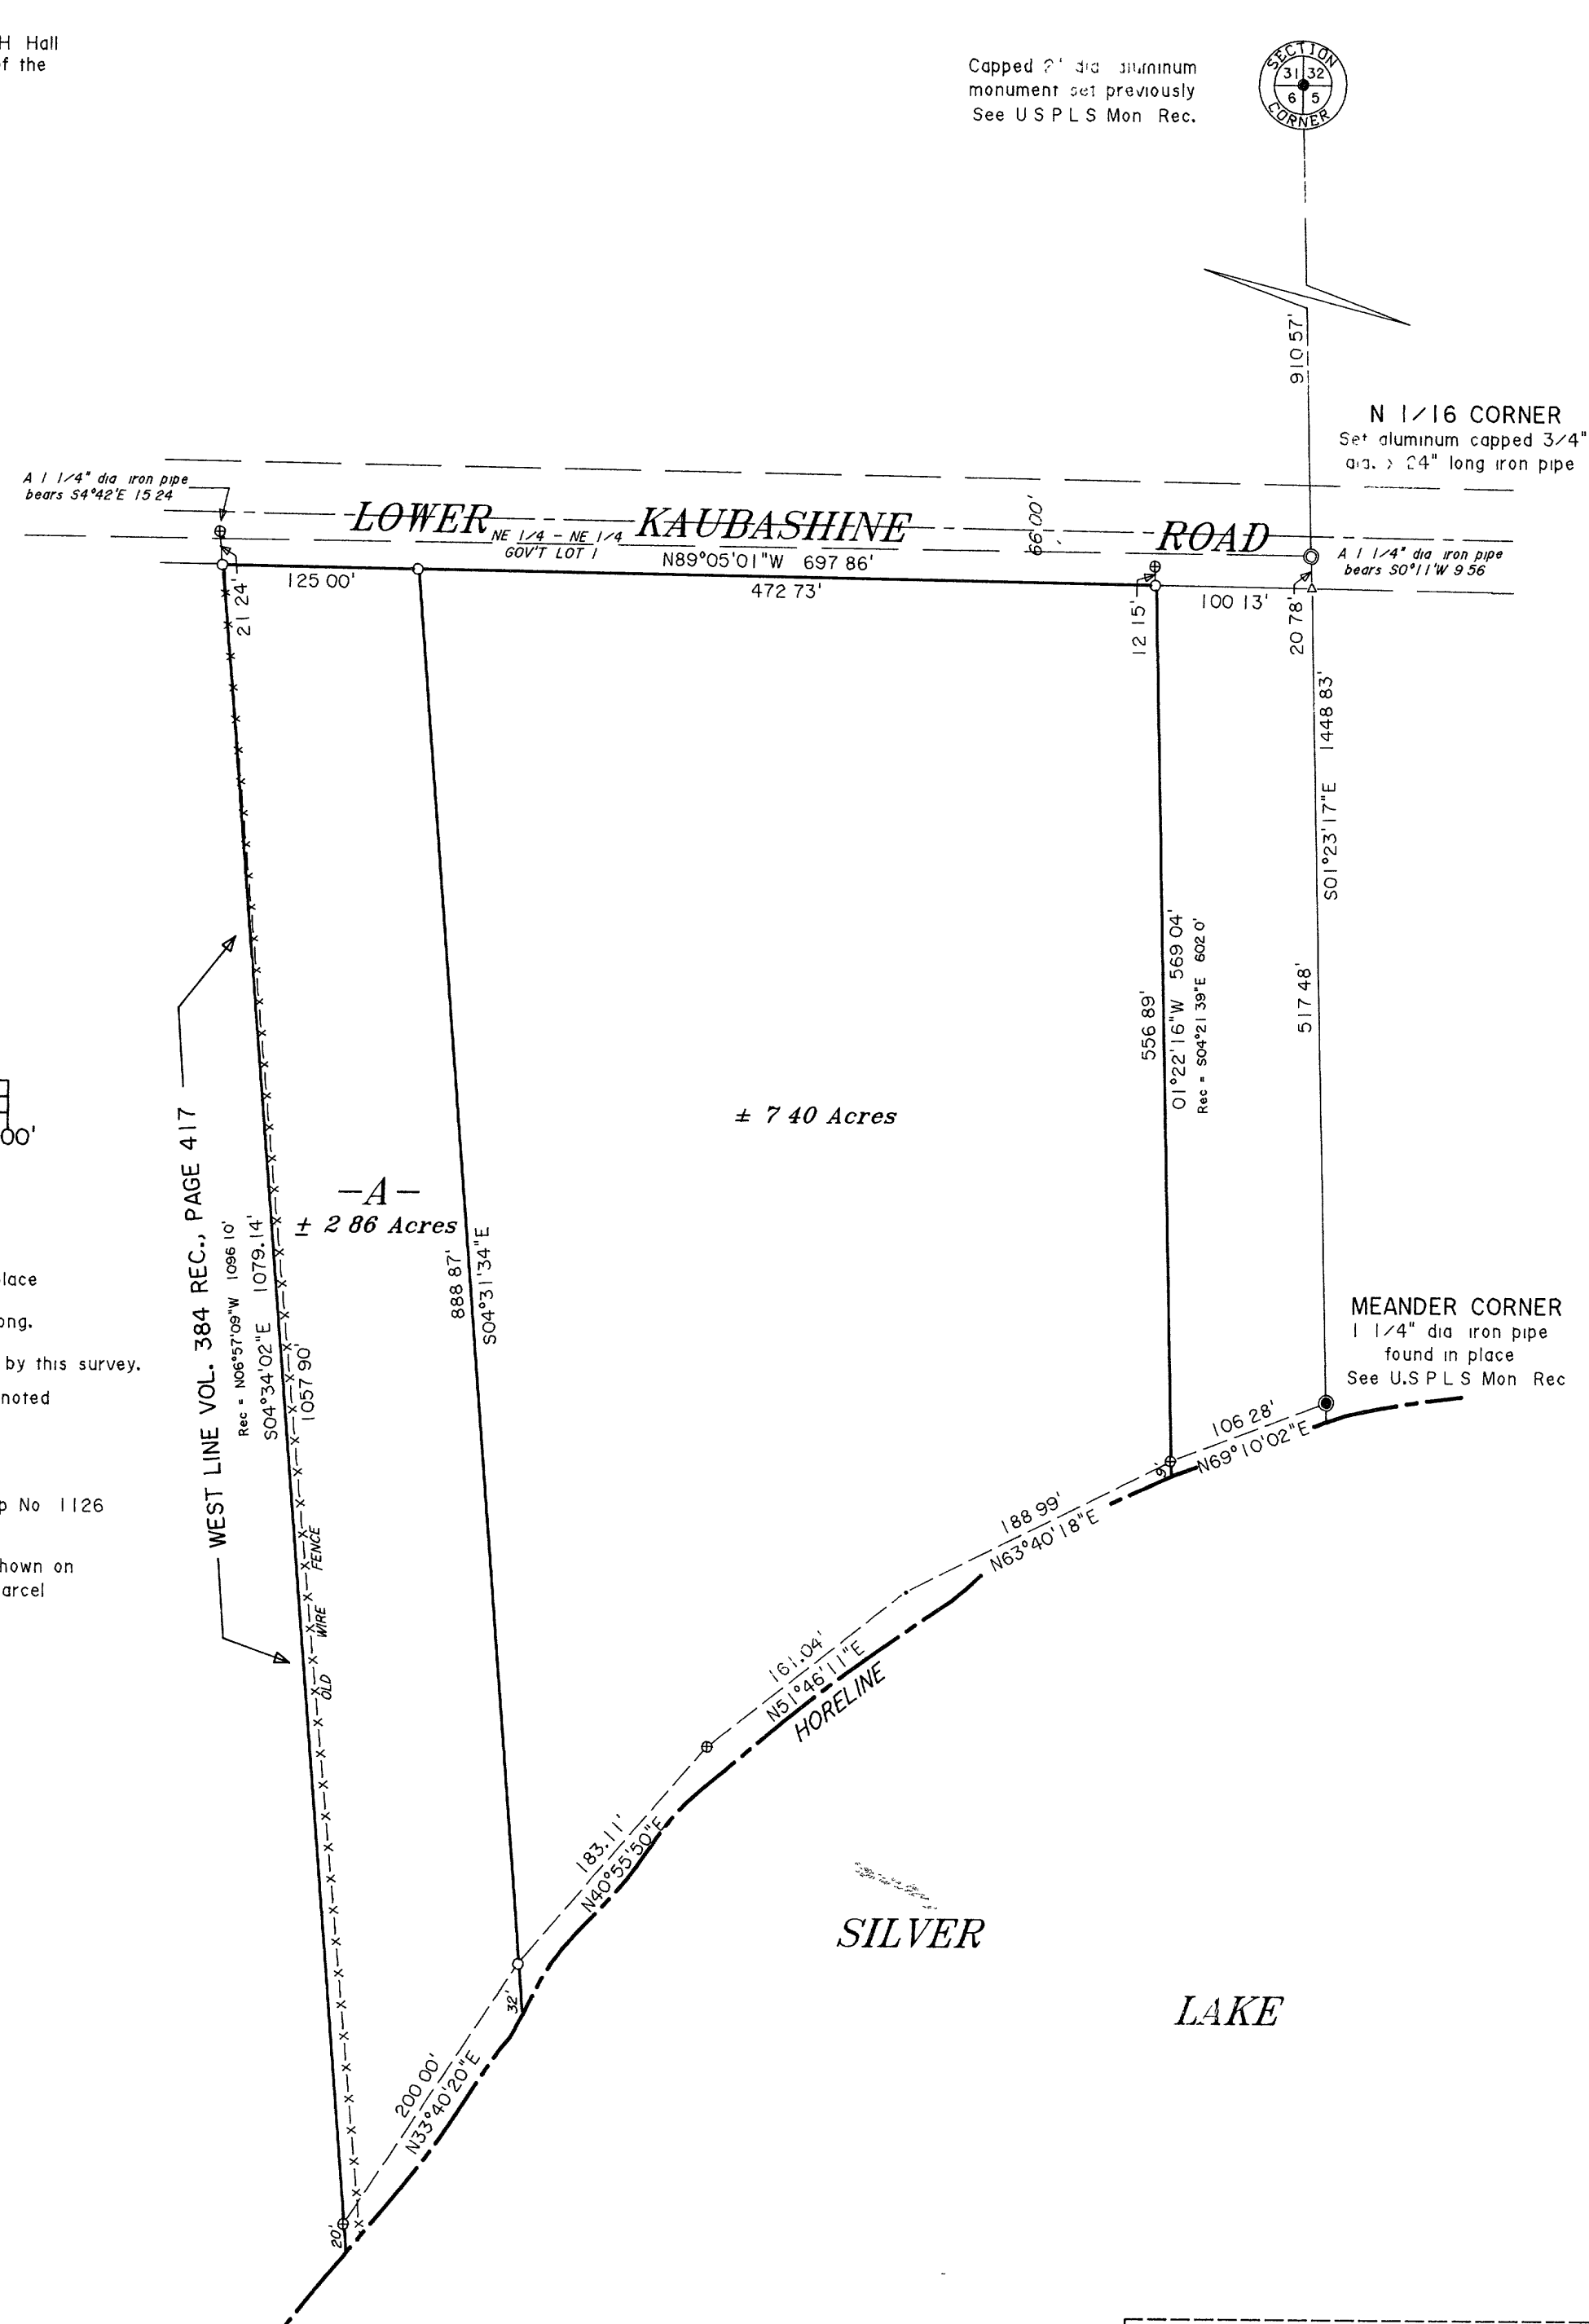 H Hall
f the
Capped 2" dia aluminum
monument set previously
See U S P L S Mon Rec.
SECTION
31 32
6 5
CORNER
910 57'
N 1/16 CORNER
Set aluminum capped 3/4"
dia. x 24" long iron pipe
A 1 1/4" dia iron pipe
bears S4°42'E 15 24
LOWER KAUBASHINE ROAD
66 00'
NE 1/4 - NE 1/4
GOV'T LOT 1
N89°05'01"W 697 86'
A 1 1/4" dia iron pipe
bears S0°11'W 9 56
125 00'
472 73'
100 13'
21 24'
12 15'
20 78'
S01°23'17"E 1448 83'
517 48'
556 89'
01°22'16"W 569 04'
Rec = S04°21 39"E 602 0'
± 7 40 Acres
00'
-A-
± 2 86 Acres
WEST LINE VOL. 384 REC., PAGE 417
Rec = N06°57'09"W 1096 10'
S04°34'02"E 1079.14'
1057 90'
888 87'
S04°31'34"E
lace
ong.
by this survey.
noted
p No 1126
hown on
arcel
MEANDER CORNER
1 1/4" dia iron pipe
found in place
See U.S P L S Mon Rec
106 28'
N69°10'02"E
9'
188 99'
N63°40'18"E
OLD WIRE FENCE
161.04'
N51°46'11"E
HORELINE
183.11'
N40°55'50"E
SILVER
LAKE
32'
200 00'
N33°40'20"E
20'